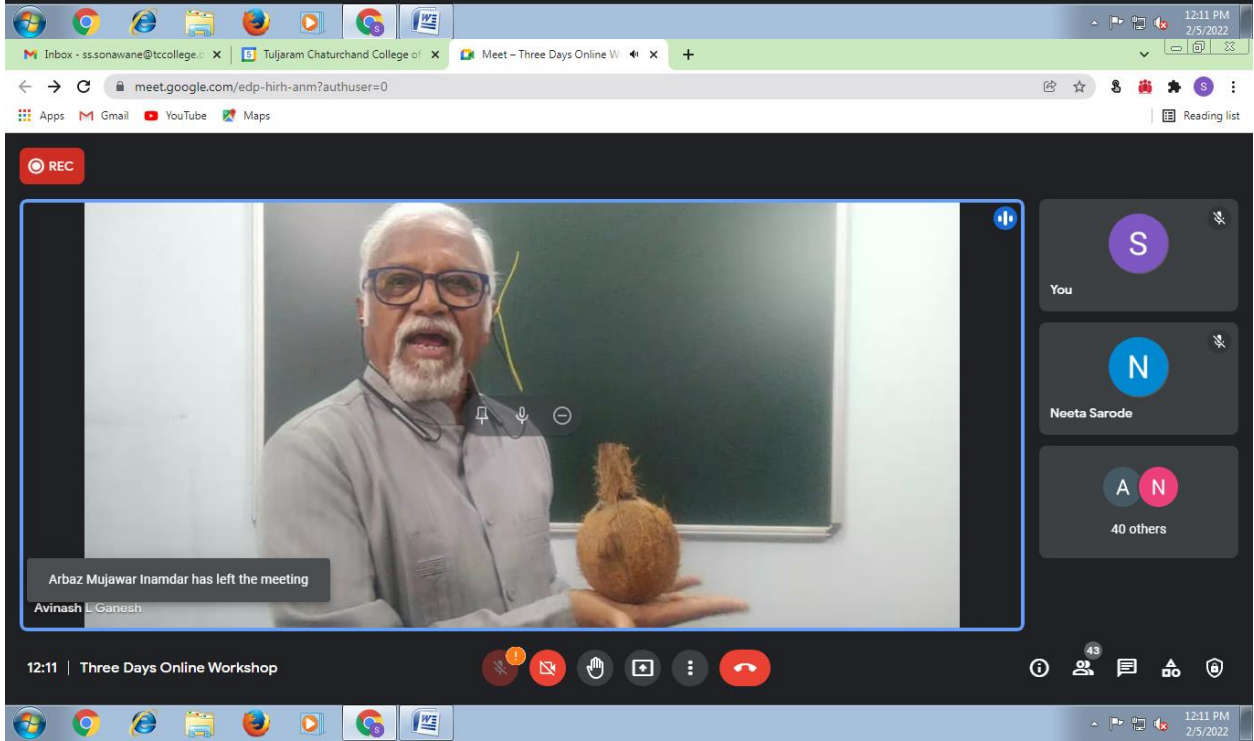 12:11 PM
2/5/2022
Inbox - ss.sonawane@tccollege.o
5 Tuljaram Chaturchand College of
Meet – Three Days Online W
meet.google.com/edp-hirh-anm?authuser=0
S
Apps Gmail YouTube Maps
Reading list
REC
S
You
N
Neeta Sarode
A N
40 others
Arbaz Mujawar Inamdar has left the meeting
Avinash L Ganesh
12:11 | Three Days Online Workshop
43
12:11 PM
2/5/2022